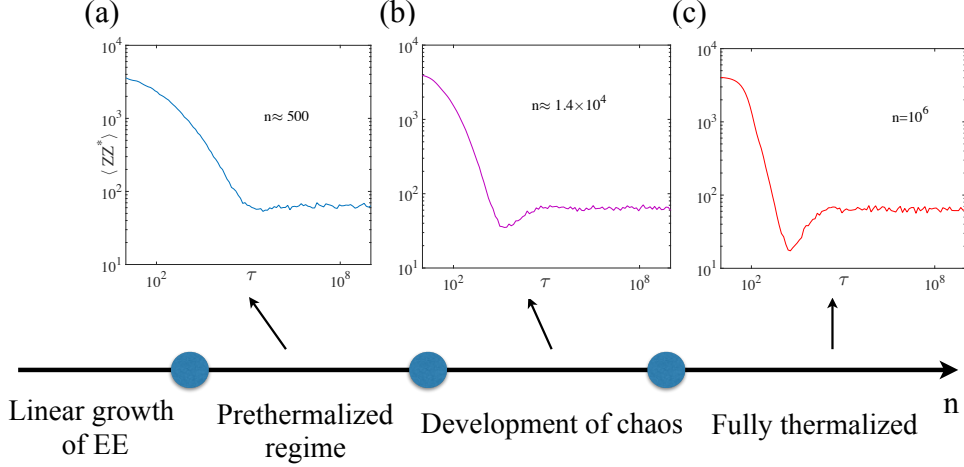 (a)
(b)
(c)
10^4
10^3
10^2
10^1
⟨ ZZ^* ⟩
n≈ 500
10^2
τ
10^8
10^4
10^3
10^2
10^1
n≈ 1.4×10^4
10^2
τ
10^8
10^4
10^3
10^2
10^1
n=10^6
10^2
τ
10^8
n
Linear growth
of EE
Prethermalized
regime
Development of chaos
Fully thermalized